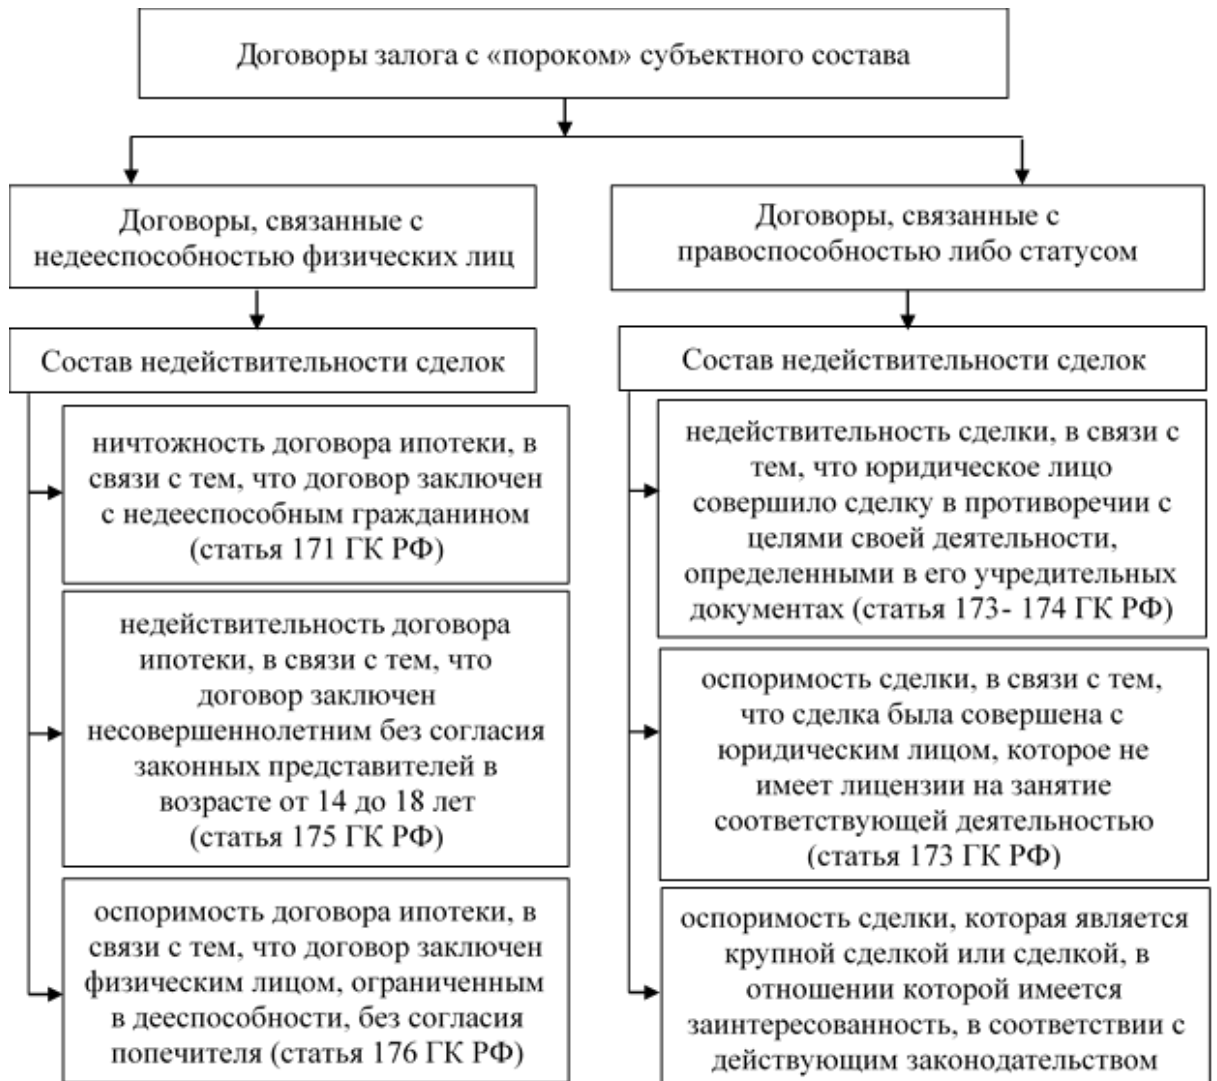 Договоры залога с «пороком» субъектного состава
Договоры, связанные с
недееспособностью физических лиц
Состав недействительности сделок
ничтожность договора ипотеки, в
связи с тем, что договор заключен
с недееспособным гражданином
(статья 171 ГК РФ)
недействительность договора
ипотеки, в связи с тем, что
договор заключен
несовершеннолетним без согласия
законных представителей в
возрасте от 14 до 18 лет
(статья 175 ГК РФ)
оспоримость договора ипотеки, в
связи с тем, что договор заключен
физическим лицом, ограниченным
в дееспособности, без согласия
попечителя (статья 176 ГК РФ)
Договоры, связанные с
правоспособностью либо статусом
Состав недействительности сделок
недействительность сделки, в связи с
тем, что юридическое лицо
совершило сделку в противоречии с
целями своей деятельности,
определенными в его учредительных
документах (статья 173- 174 ГК РФ)
оспоримость сделки, в связи с тем,
что сделка была совершена с
юридическим лицом, которое не
имеет лицензии на занятие
соответствующей деятельностью
(статья 173 ГК РФ)
оспоримость сделки, которая является
крупной сделкой или сделкой, в
отношении которой имеется
заинтересованность, в соответствии с
действующим законодательством